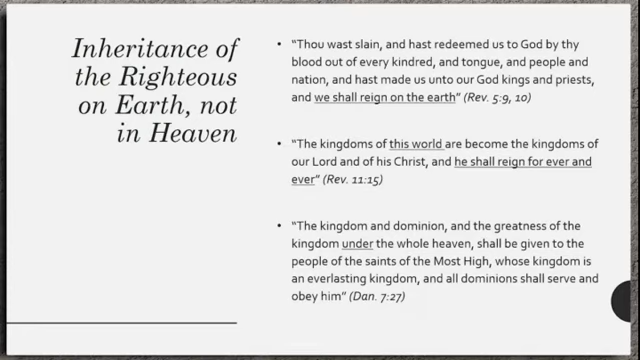 Inheritance of
the Righteous
on Earth, not
in Heaven
• “Thou wast slain, and hast redeemed us to God by thy
blood out of every kindred, and tongue, and people and
nation, and hast made us unto our God kings and priests,
and we shall reign on the earth” (Rev. 5:9, 10)
• “The kingdoms of this world are become the kingdoms of
our Lord and of his Christ, and he shall reign for ever and
ever” (Rev. 11:15)
• “The kingdom and dominion, and the greatness of the
kingdom under the whole heaven, shall be given to the
people of the saints of the Most High, whose kingdom is
an everlasting kingdom, and all dominions shall serve and
obey him” (Dan. 7:27)